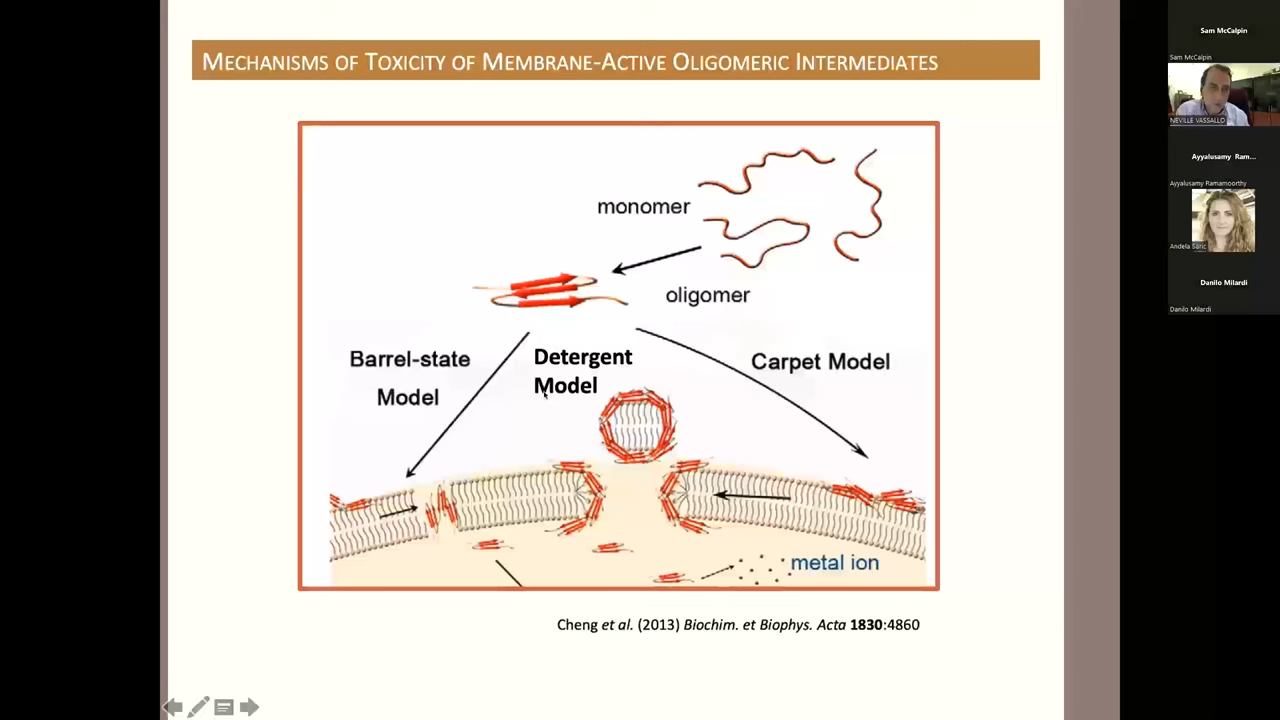 MECHANISMS OF TOXICITY OF MEMBRANE-ACTIVE OLIGOMERIC INTERMEDIATES
monomer
oligomer
Barrel-state
Model
Detergent
Model
Carpet Model
metal ion
Cheng et al. (2013) Biochim. et Biophys. Acta 1830:4860
Sam McCalpin
Sam McCalpin
NEVILLE VASSALLO
Ayyalusamy Ram...
Ayyalusamy Ramamoorthy
Andela Saric
Danilo Milardi
Danilo Milardi